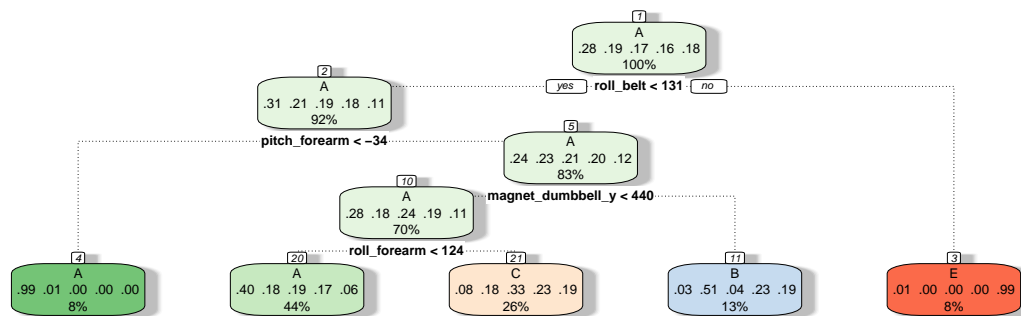 1
A
.28 .19 .17 .16 .18
100%
yes roll_belt < 131 no
2
A
.31 .21 .19 .18 .11
92%
pitch_forearm < −34
5
A
.24 .23 .21 .20 .12
83%
magnet_dumbbell_y < 440
10
A
.28 .18 .24 .19 .11
70%
roll_forearm < 124
4
A
.99 .01 .00 .00 .00
8%
20
A
.40 .18 .19 .17 .06
44%
21
C
.08 .18 .33 .23 .19
26%
11
B
.03 .51 .04 .23 .19
13%
3
E
.01 .00 .00 .00 .99
8%